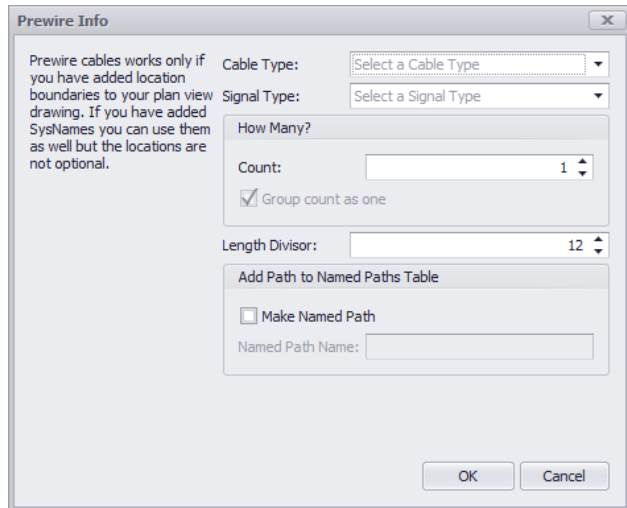 Prewire Info
Prewire cables works only if
you have added location
boundaries to your plan view
drawing. If you have added
SysNames you can use them
as well but the locations are
not optional.
Cable Type: Select a Cable Type
Signal Type: Select a Signal Type
How Many?
Count: 1
Group count as one
Length Divisor: 12
Add Path to Named Paths Table
Make Named Path
Named Path Name:
OK Cancel